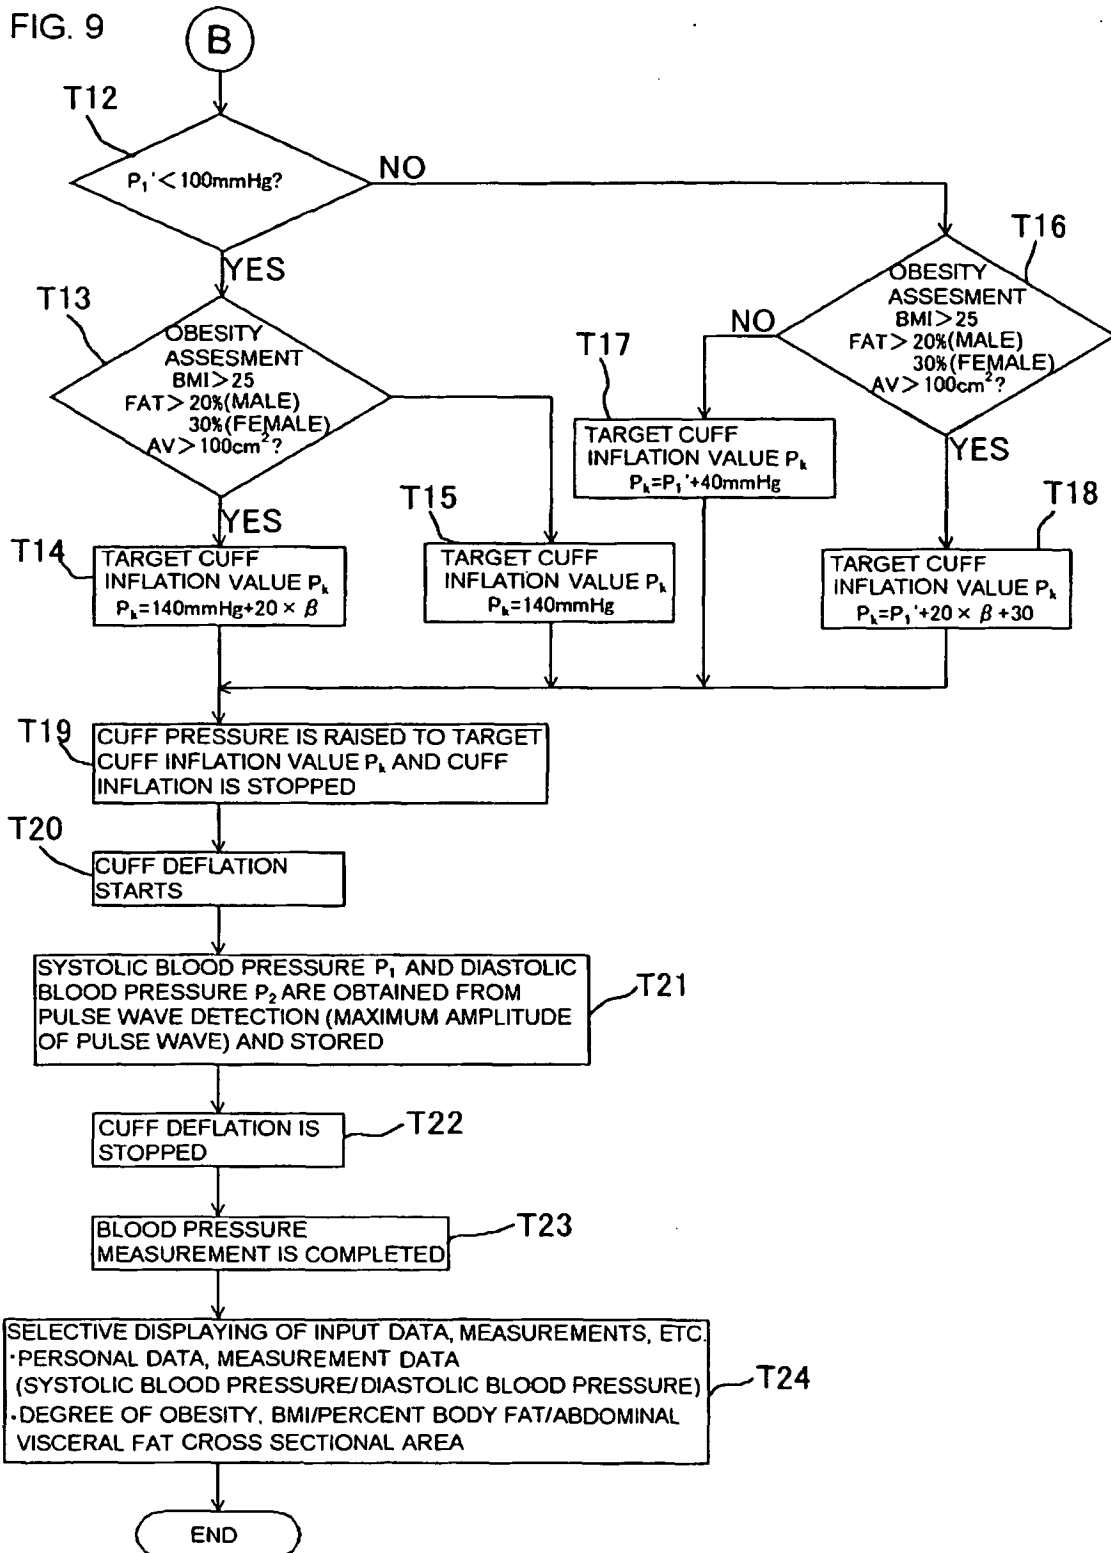 FIG. 9
B
T12
P₁'<100mmHg?
NO
YES
T13
OBESITY
ASSESMENT
BMI>25
FAT>20%(MALE)
30%(FEMALE)
AV>100cm²?
YES
T16
OBESITY
ASSESMENT
BMI>25
FAT>20%(MALE)
30%(FEMALE)
AV>100cm²?
NO
YES
T17
TARGET CUFF
INFLATION VALUE Pₖ
Pₖ=P₁'+40mmHg
T14
TARGET CUFF
INFLATION VALUE Pₖ
Pₖ=140mmHg+20 × β
T15
TARGET CUFF
INFLATION VALUE Pₖ
Pₖ=140mmHg
T18
TARGET CUFF
INFLATION VALUE Pₖ
Pₖ=P₁'+20 × β +30
T19
CUFF PRESSURE IS RAISED TO TARGET
CUFF INFLATION VALUE Pₖ AND CUFF
INFLATION IS STOPPED
T20
CUFF DEFLATION
STARTS
SYSTOLIC BLOOD PRESSURE P₁ AND DIASTOLIC
BLOOD PRESSURE P₂ ARE OBTAINED FROM
PULSE WAVE DETECTION (MAXIMUM AMPLITUDE
OF PULSE WAVE) AND STORED
T21
CUFF DEFLATION IS
STOPPED
T22
BLOOD PRESSURE
MEASUREMENT IS COMPLETED
T23
SELECTIVE DISPLAYING OF INPUT DATA, MEASUREMENTS, ETC.
·PERSONAL DATA, MEASUREMENT DATA
(SYSTOLIC BLOOD PRESSURE/DIASTOLIC BLOOD PRESSURE)
·DEGREE OF OBESITY, BMI/PERCENT BODY FAT/ABDOMINAL
VISCERAL FAT CROSS SECTIONAL AREA
T24
END